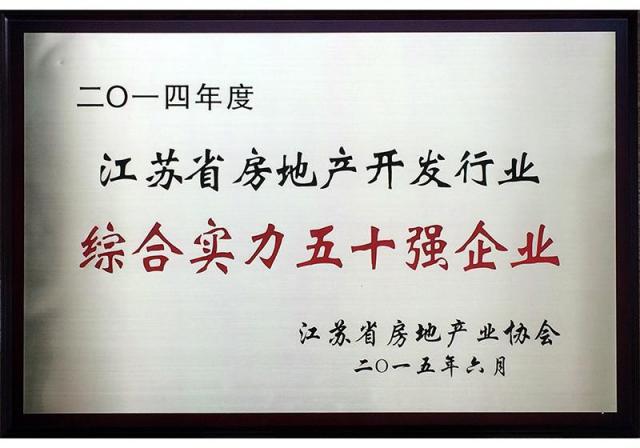 二〇一四年度
江苏省房地产开发行业
综合实力五十强企业
江苏省房地产业协会
二〇一五年六月